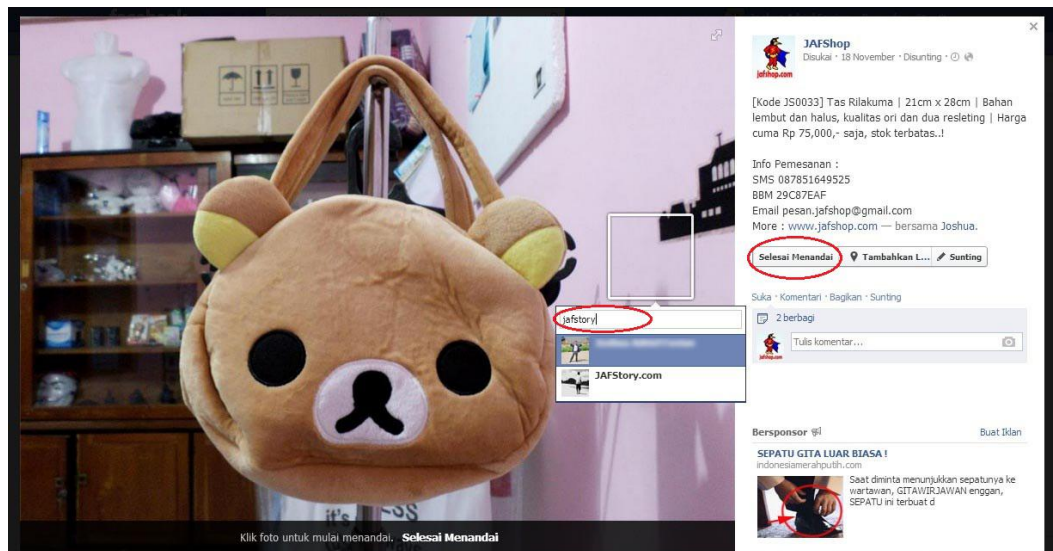 JAFShop
Disukai · 18 November · Disunting ·
jafshop.com
[Kode JS0033] Tas Rilakuma | 21cm x 28cm | Bahan
lembut dan halus, kualitas ori dan dua resleting | Harga
cuma Rp 75,000,- saja, stok terbatas..!
Info Pemesanan :
SMS 087851649525
BBM 29C87EAF
Email pesan.jafshop@gmail.com
More : www.jafshop.com — bersama Joshua.
Selesai Menandai Tambahkan L... Sunting
Suka · Komentari · Bagikan · Sunting
2 berbagi
Tulis komentar...
jafstory
JAFStory.com
Bersponsor Buat Iklan
SEPATU GITA LUAR BIASA !
indonesiamerahputih.com
Saat diminta menunjukkan sepatunya ke
wartawan, GITAWIRJAWAN enggan,
SEPATU ini terbuat d
it's
Klik foto untuk mulai menandai. Selesai Menandai